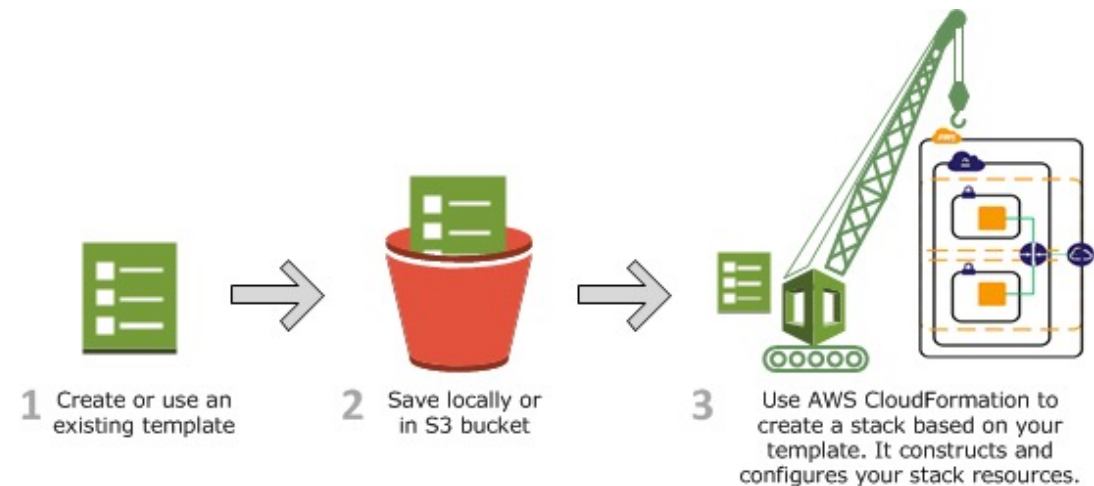 1 Create or use an
existing template
2 Save locally or
in S3 bucket
3 Use AWS CloudFormation to
create a stack based on your
template. It constructs and
configures your stack resources.